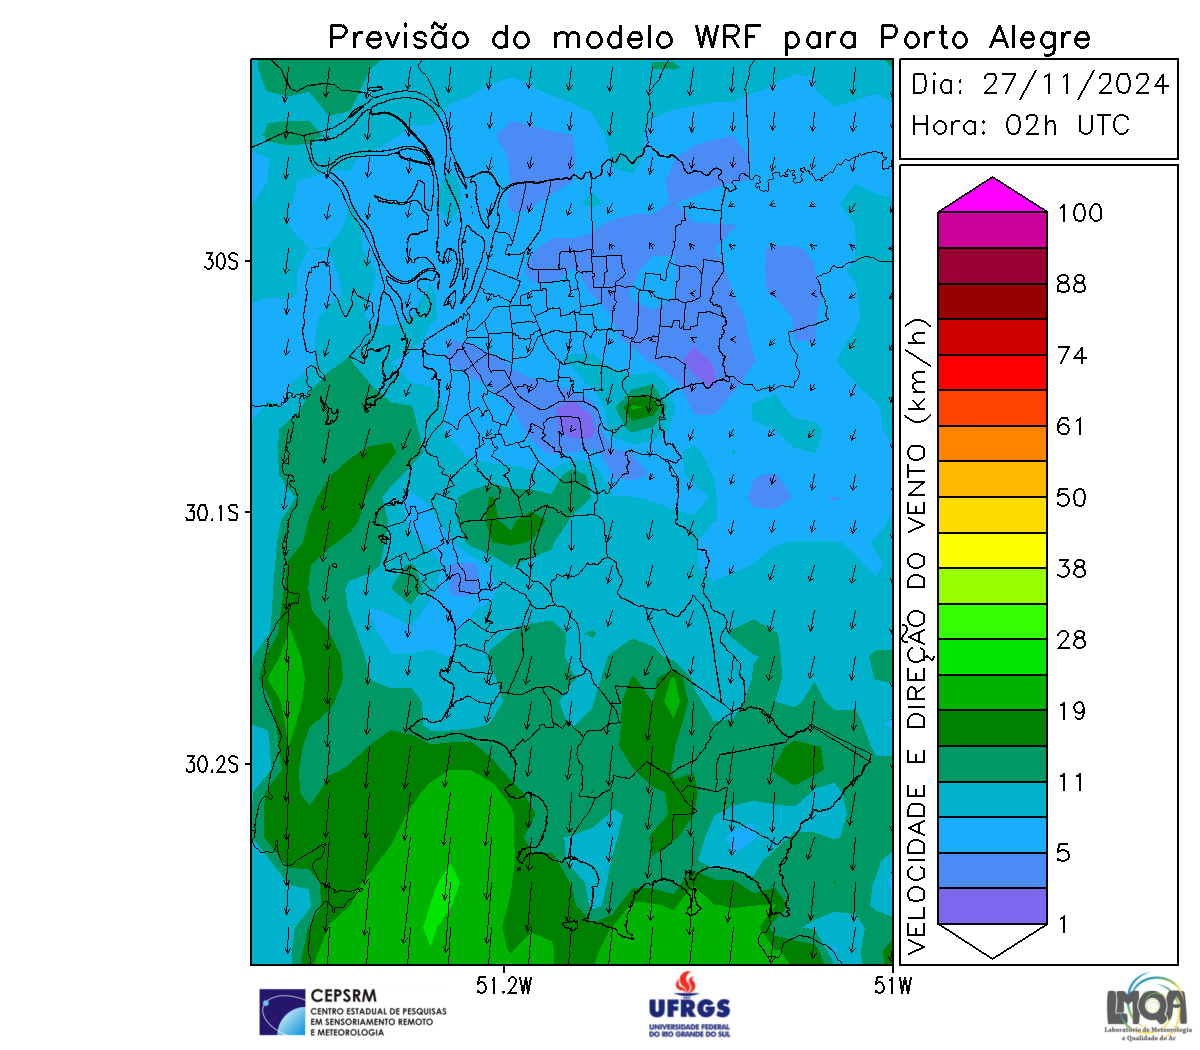 Previsão do modelo WRF para Porto Alegre
Dia: 27/11/2024
Hora: 02h UTC
VELOCIDADE E DIREÇÃO DO VENTO (km/h)
100
88
74
61
50
38
28
19
11
5
1
30S
30.1S
30.2S
51.2W
51W
CEPSRM
CENTRO ESTADUAL DE PESQUISAS
EM SENSORIAMENTO REMOTO
E METEOROLOGIA
UFRGS
UNIVERSIDADE FEDERAL
DO RIO GRANDE DO SUL
LMQA
Laboratório de Meteorologia
e Qualidade do Ar